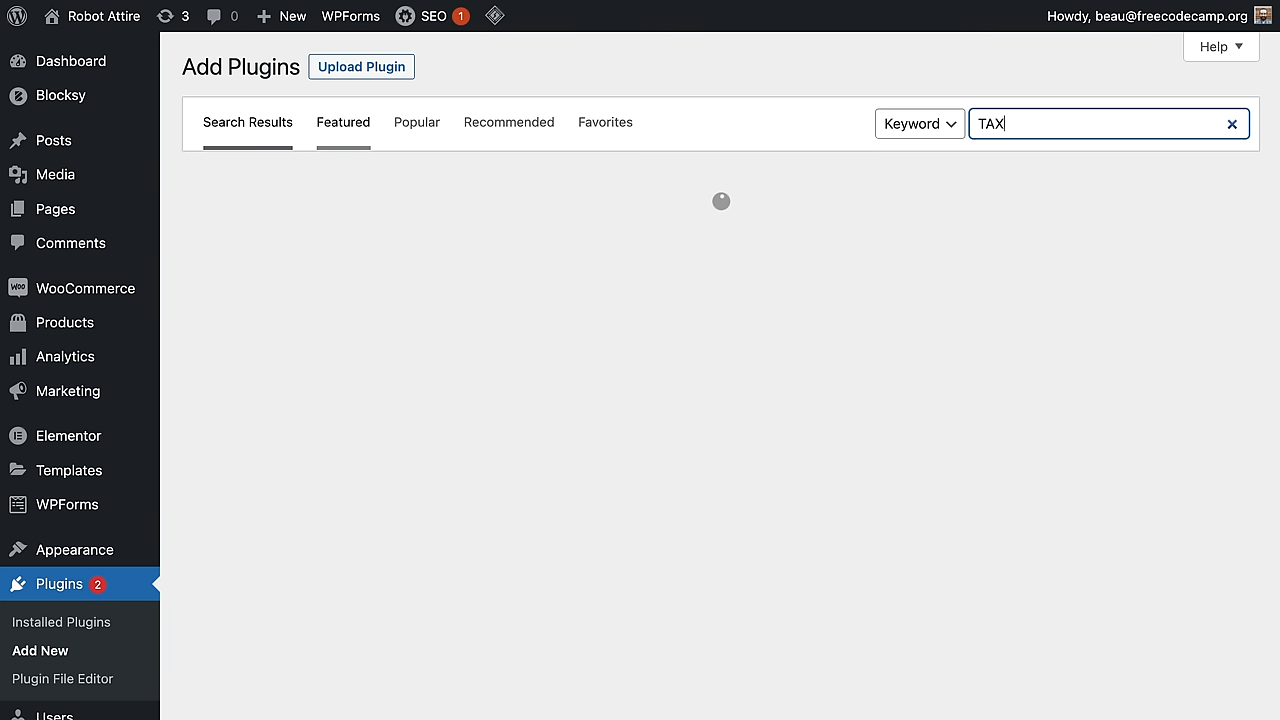 Robot Attire 3 0 New WPForms SEO 1 Howdy, beau@freecodecamp.org
Help
Add Plugins Upload Plugin
Search Results Featured Popular Recommended Favorites Keyword TAX
Dashboard
Blocksy
Posts
Media
Pages
Comments
WOO WooCommerce
Products
Analytics
Marketing
Elementor
Templates
WPForms
Appearance
Plugins 2
Installed Plugins
Add New
Plugin File Editor
Users